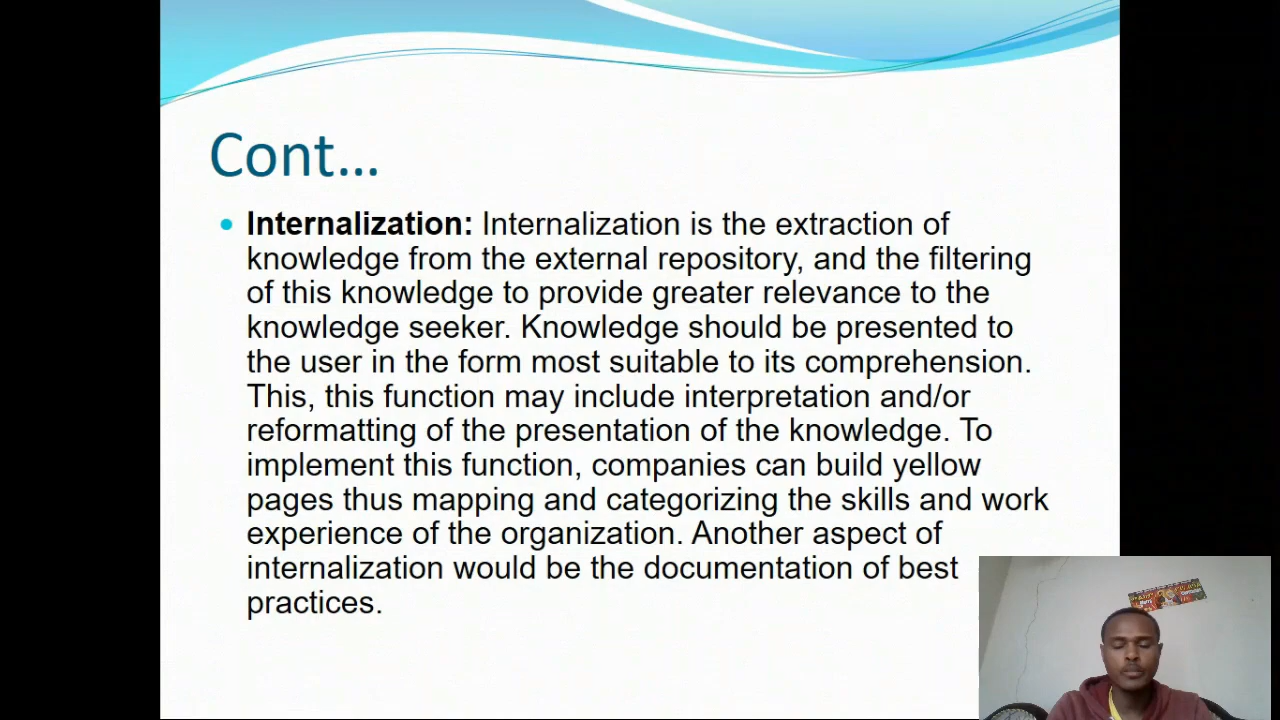 Cont...
Internalization: Internalization is the extraction of
knowledge from the external repository, and the filtering
of this knowledge to provide greater relevance to the
knowledge seeker. Knowledge should be presented to
the user in the form most suitable to its comprehension.
This, this function may include interpretation and/or
reformatting of the presentation of the knowledge. To
implement this function, companies can build yellow
pages thus mapping and categorizing the skills and work
experience of the organization. Another aspect of
internalization would be the documentation of best
practices.